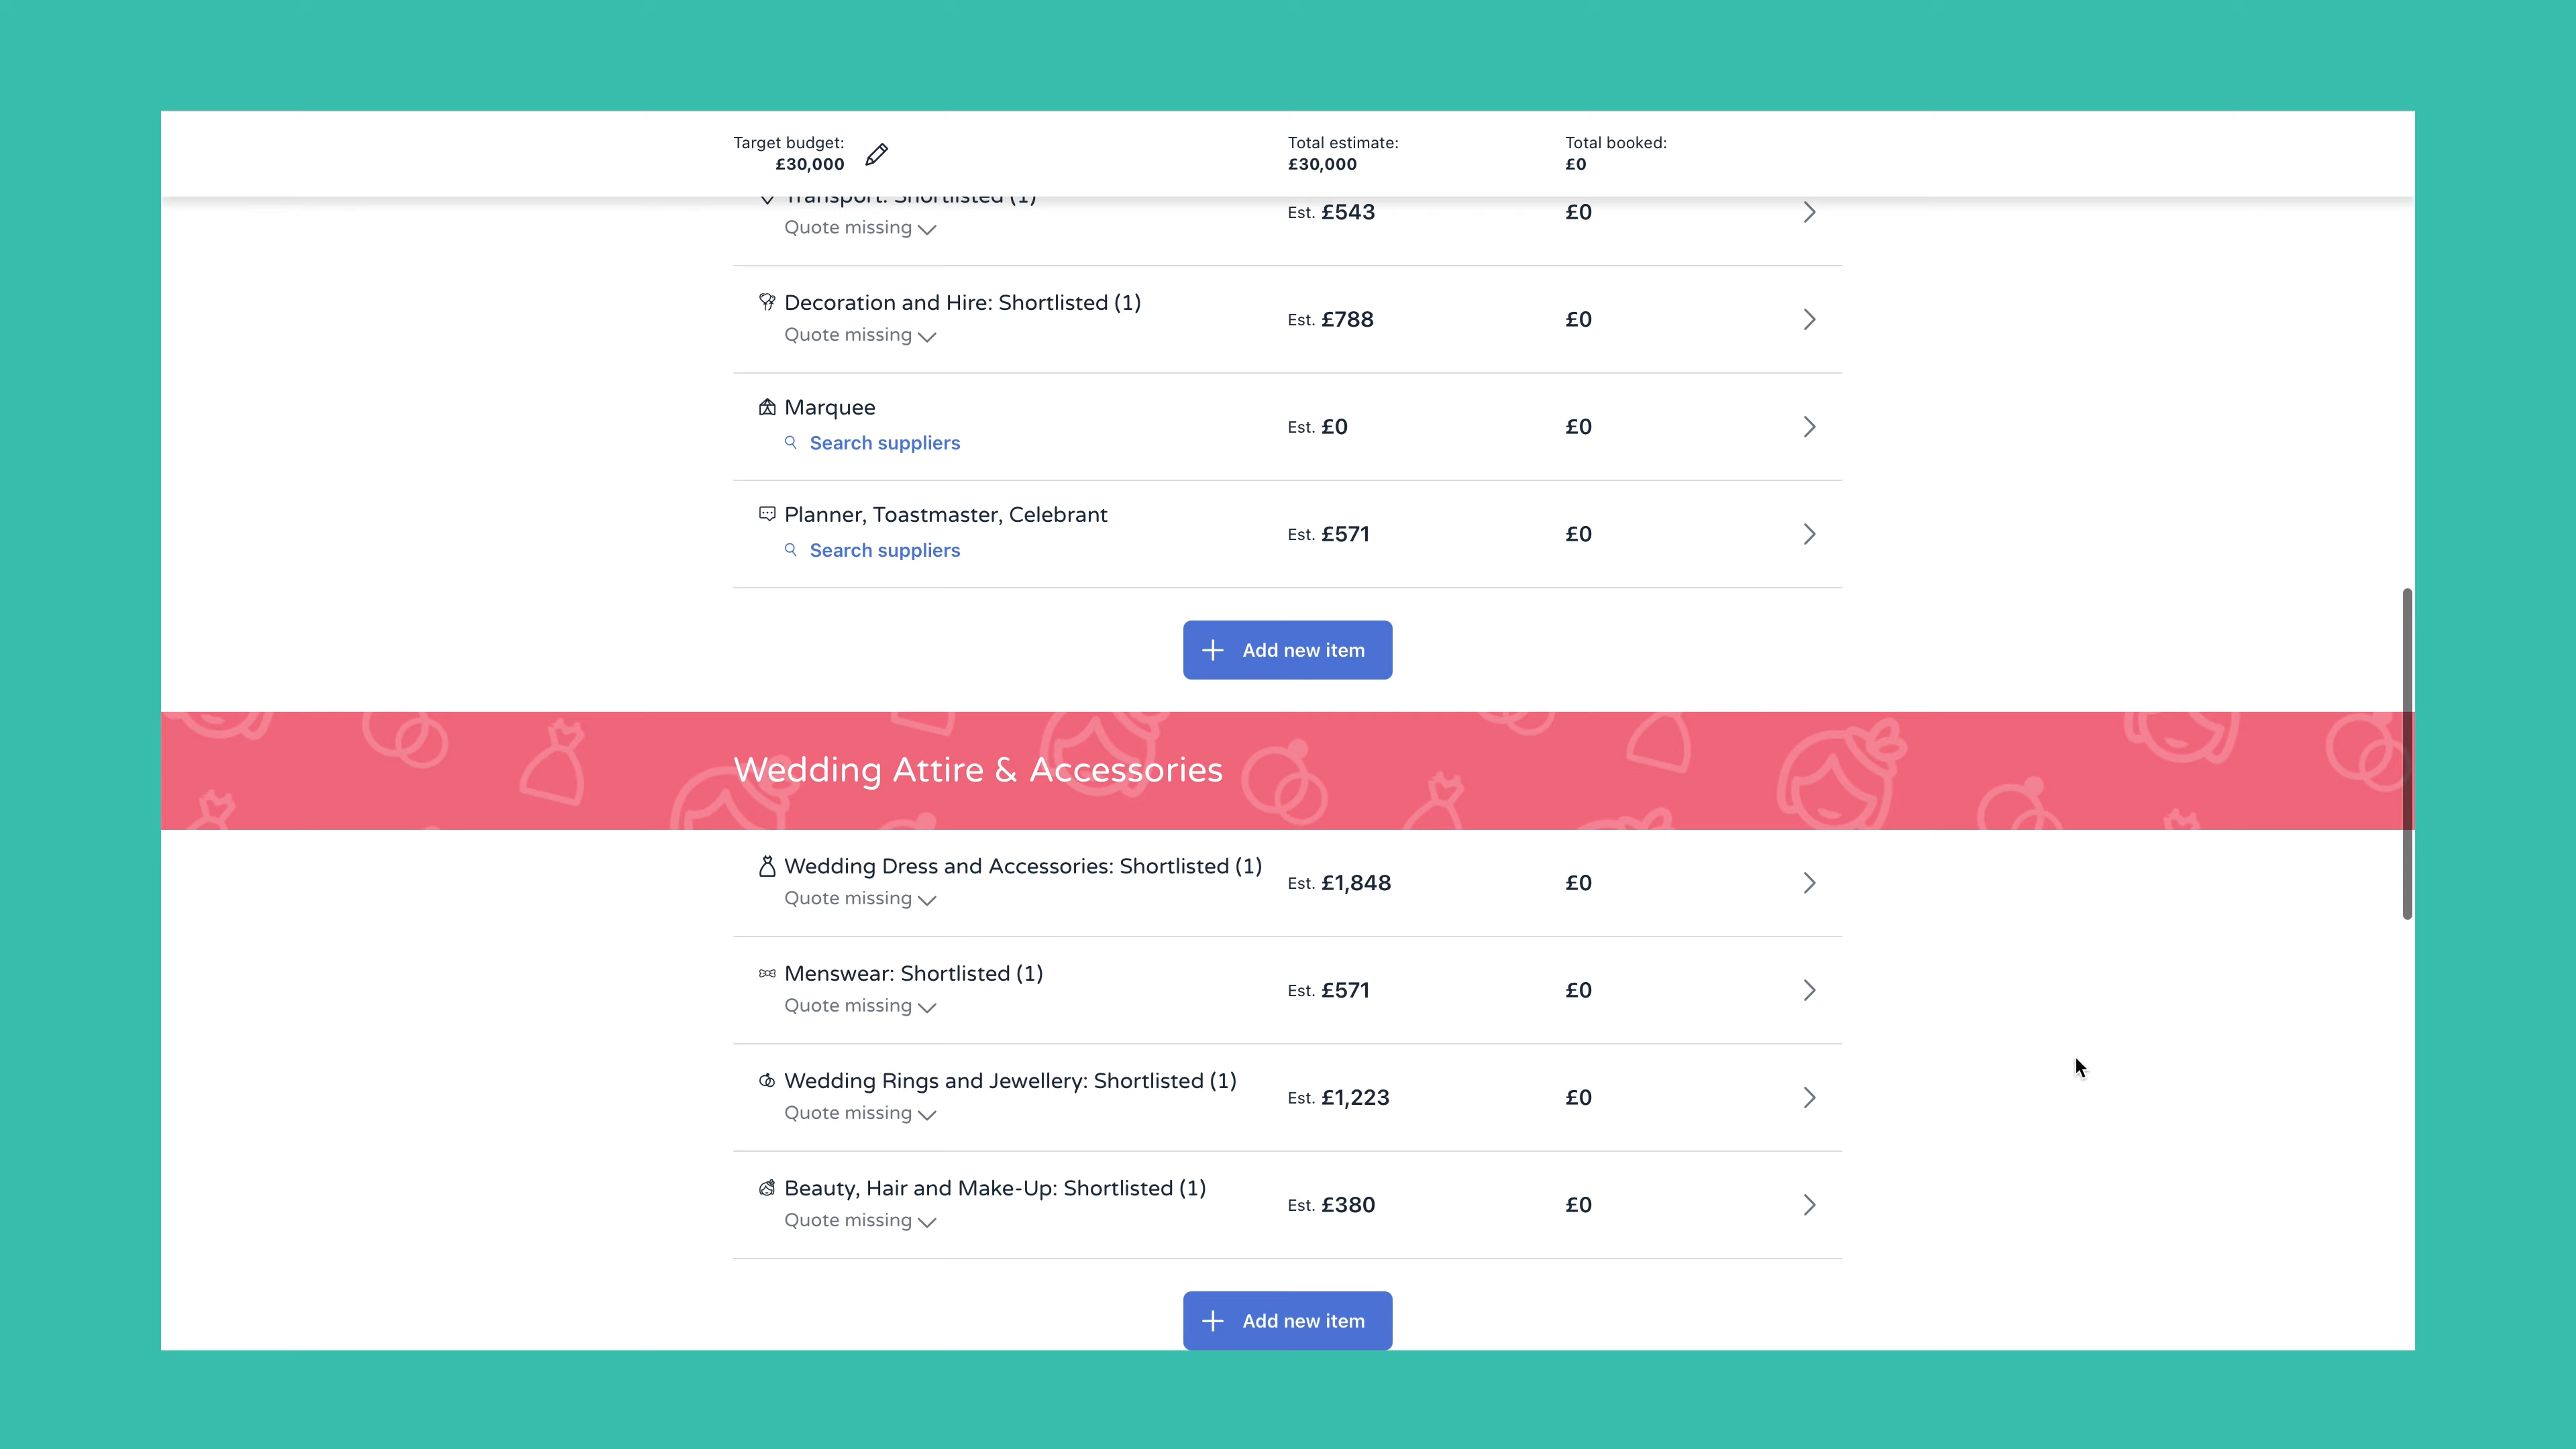 Target budget:
£30,000
Total estimate:
£30,000
Total booked:
£0
Transport: Shortlisted (1)
Quote missing
Est. £543
£0
Decoration and Hire: Shortlisted (1)
Quote missing
Est. £788
£0
Marquee
Search suppliers
Est. £0
£0
Planner, Toastmaster, Celebrant
Search suppliers
Est. £571
£0
Add new item
Wedding Attire & Accessories
Wedding Dress and Accessories: Shortlisted (1)
Quote missing
Est. £1,848
£0
Menswear: Shortlisted (1)
Quote missing
Est. £571
£0
Wedding Rings and Jewellery: Shortlisted (1)
Quote missing
Est. £1,223
£0
Beauty, Hair and Make-Up: Shortlisted (1)
Quote missing
Est. £380
£0
Add new item